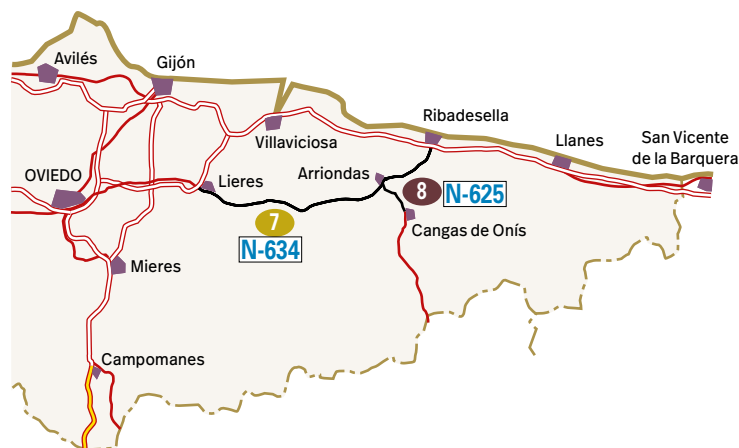 Avilés
Gijón
Ribadesella
Villaviciosa
Llanes
San Vicente
de la Barquera
OVIEDO
Lieres
Arriondas
8 N-625
7
Cangas de Onís
N-634
Mieres
Campomanes